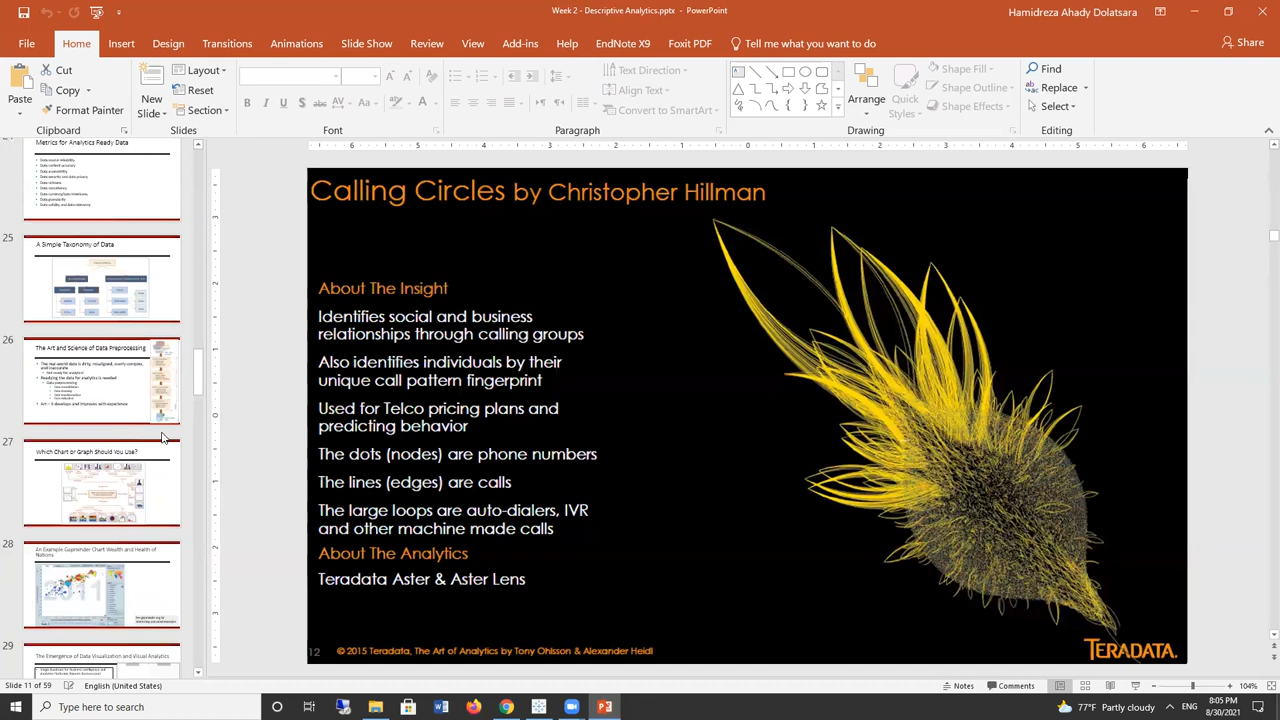 Week 2 - Descriptive Analytics.pptx - PowerPoint
Hamidreza Ahady Dolatsara
File Home Insert Design Transitions Animations Slide Show Review View Add-ins Help EndNote X9 Foxit PDF Tell me what you want to do Share
Paste
Cut
Copy
Format Painter
Clipboard
New
Slide
Layout
Reset
Section
Slides
Font
Text Direction
Align Text
Convert to SmartArt
Paragraph
Arrange
Quick
Styles
Shape Fill
Shape Outline
Shape Effects
Drawing
Find
Replace
Select
Editing
Metrics for Analytics Ready Data
25
A Simple Taxonomy of Data
26
The Art and Science of Data Preprocessing
27
Which Chart or Graph Should You Use?
28
An Example Gapminder Chart Wealth and Health of
Nations
29
The Emergence of Data Visualization and Visual Analytics
Calling Circles by Christopher Hillman
About The Insight
Identifies social and business
relationships through calling groups
Also identifies individuals by their
unique call pattern fingerprint
Used for Telco pricing plans and
predicting behavior
The dots (nodes) are phone numbers
The lines (edges) are calls
The large loops are auto-dialers, IVR
and other machine made calls
About The Analytics
Teradata Aster & Aster Lens
12 © 2015 Teradata, The Art of Analytics by Tony Ohlsson & Alexander Heidl
TERADATA.
Slide 11 of 59 English (United States) Notes Comments 104%
Type here to search
77°F Partly cloudy
8:05 PM
8/30/2021